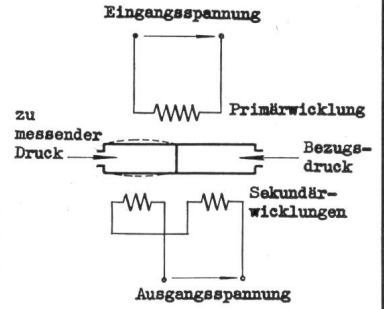 Eingangsspannung
Primärwicklung
zu
messender
Druck
Bezugs-
druck
Sekundär-
wicklungen
Ausgangsspannung